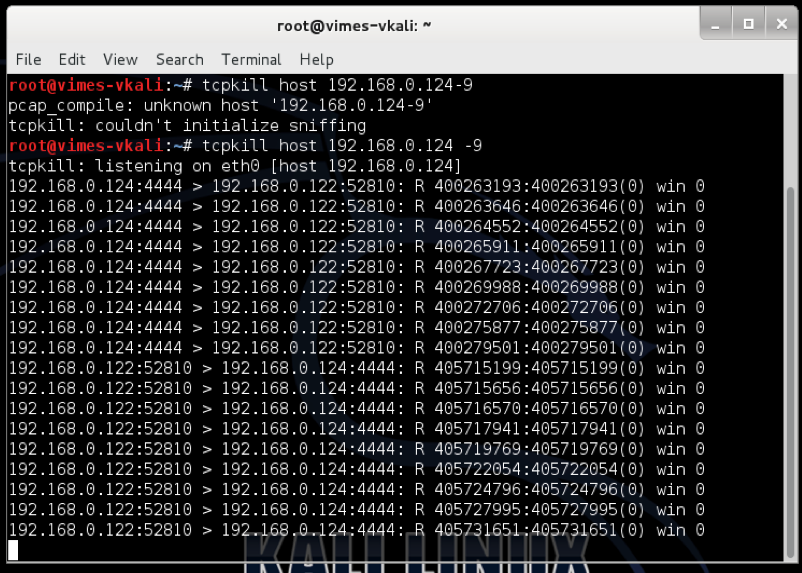 root@vimes-vkali: ~
File Edit View Search Terminal Help
root@vimes-vkali:~# tcpkill host 192.168.0.124-9
pcap_compile: unknown host '192.168.0.124-9'
tcpkill: couldn't initialize sniffing
root@vimes-vkali:~# tcpkill host 192.168.0.124 -9
tcpkill: listening on eth0 [host 192.168.0.124]
192.168.0.124:4444 > 192.168.0.122:52810: R 400263193:400263193(0) win 0
192.168.0.124:4444 > 192.168.0.122:52810: R 400263646:400263646(0) win 0
192.168.0.124:4444 > 192.168.0.122:52810: R 400264552:400264552(0) win 0
192.168.0.124:4444 > 192.168.0.122:52810: R 400265911:400265911(0) win 0
192.168.0.124:4444 > 192.168.0.122:52810: R 400267723:400267723(0) win 0
192.168.0.124:4444 > 192.168.0.122:52810: R 400269988:400269988(0) win 0
192.168.0.124:4444 > 192.168.0.122:52810: R 400272706:400272706(0) win 0
192.168.0.124:4444 > 192.168.0.122:52810: R 400275877:400275877(0) win 0
192.168.0.124:4444 > 192.168.0.122:52810: R 400279501:400279501(0) win 0
192.168.0.122:52810 > 192.168.0.124:4444: R 405715199:405715199(0) win 0
192.168.0.122:52810 > 192.168.0.124:4444: R 405715656:405715656(0) win 0
192.168.0.122:52810 > 192.168.0.124:4444: R 405716570:405716570(0) win 0
192.168.0.122:52810 > 192.168.0.124:4444: R 405717941:405717941(0) win 0
192.168.0.122:52810 > 192.168.0.124:4444: R 405719769:405719769(0) win 0
192.168.0.122:52810 > 192.168.0.124:4444: R 405722054:405722054(0) win 0
192.168.0.122:52810 > 192.168.0.124:4444: R 405724796:405724796(0) win 0
192.168.0.122:52810 > 192.168.0.124:4444: R 405727995:405727995(0) win 0
192.168.0.122:52810 > 192.168.0.124:4444: R 405731651:405731651(0) win 0
KALI LINUX